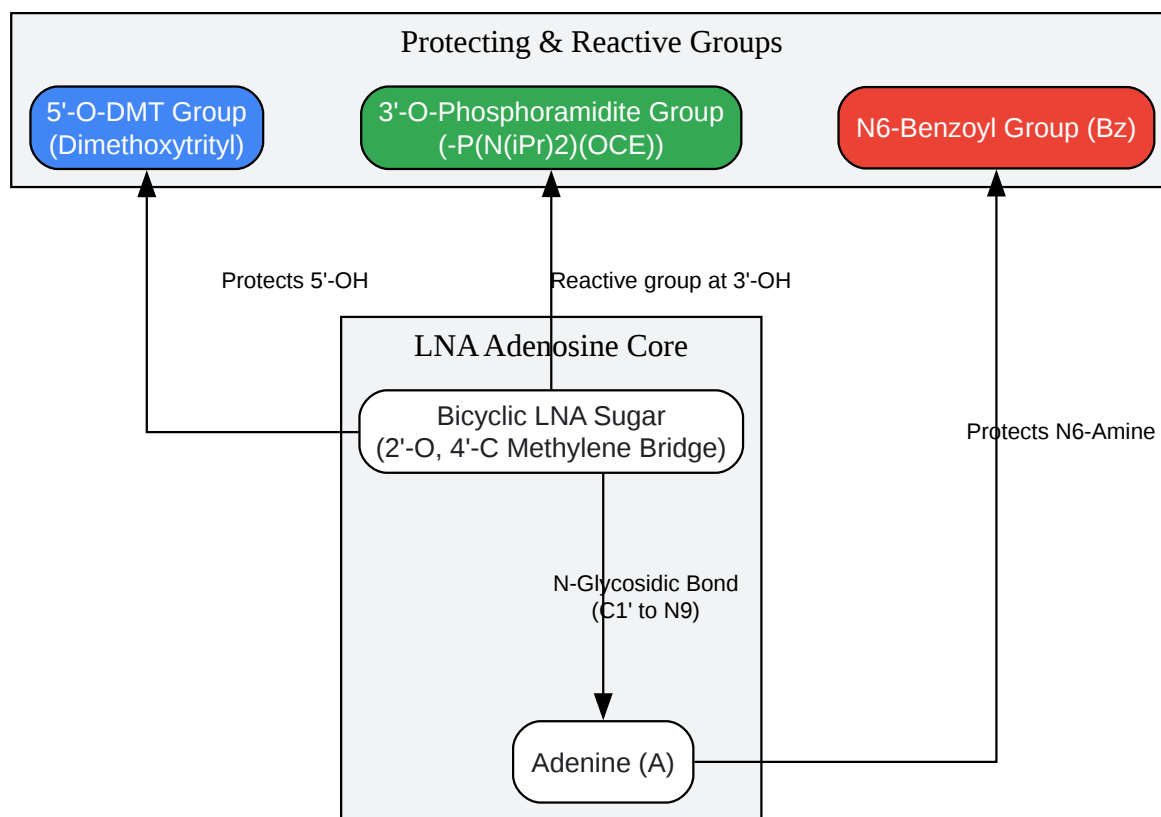 Protecting & Reactive Groups
5'-O-DMT Group
(Dimethoxytrityl)
3'-O-Phosphoramidite Group
(-P(N(iPr)2)(OCE))
N6-Benzoyl Group (Bz)
Protects 5'-OH
Reactive group at 3'-OH
LNA Adenosine Core
Bicyclic LNA Sugar
(2'-O, 4'-C Methylene Bridge)
Protects N6-Amine
N-Glycosidic Bond
(C1' to N9)
Adenine (A)